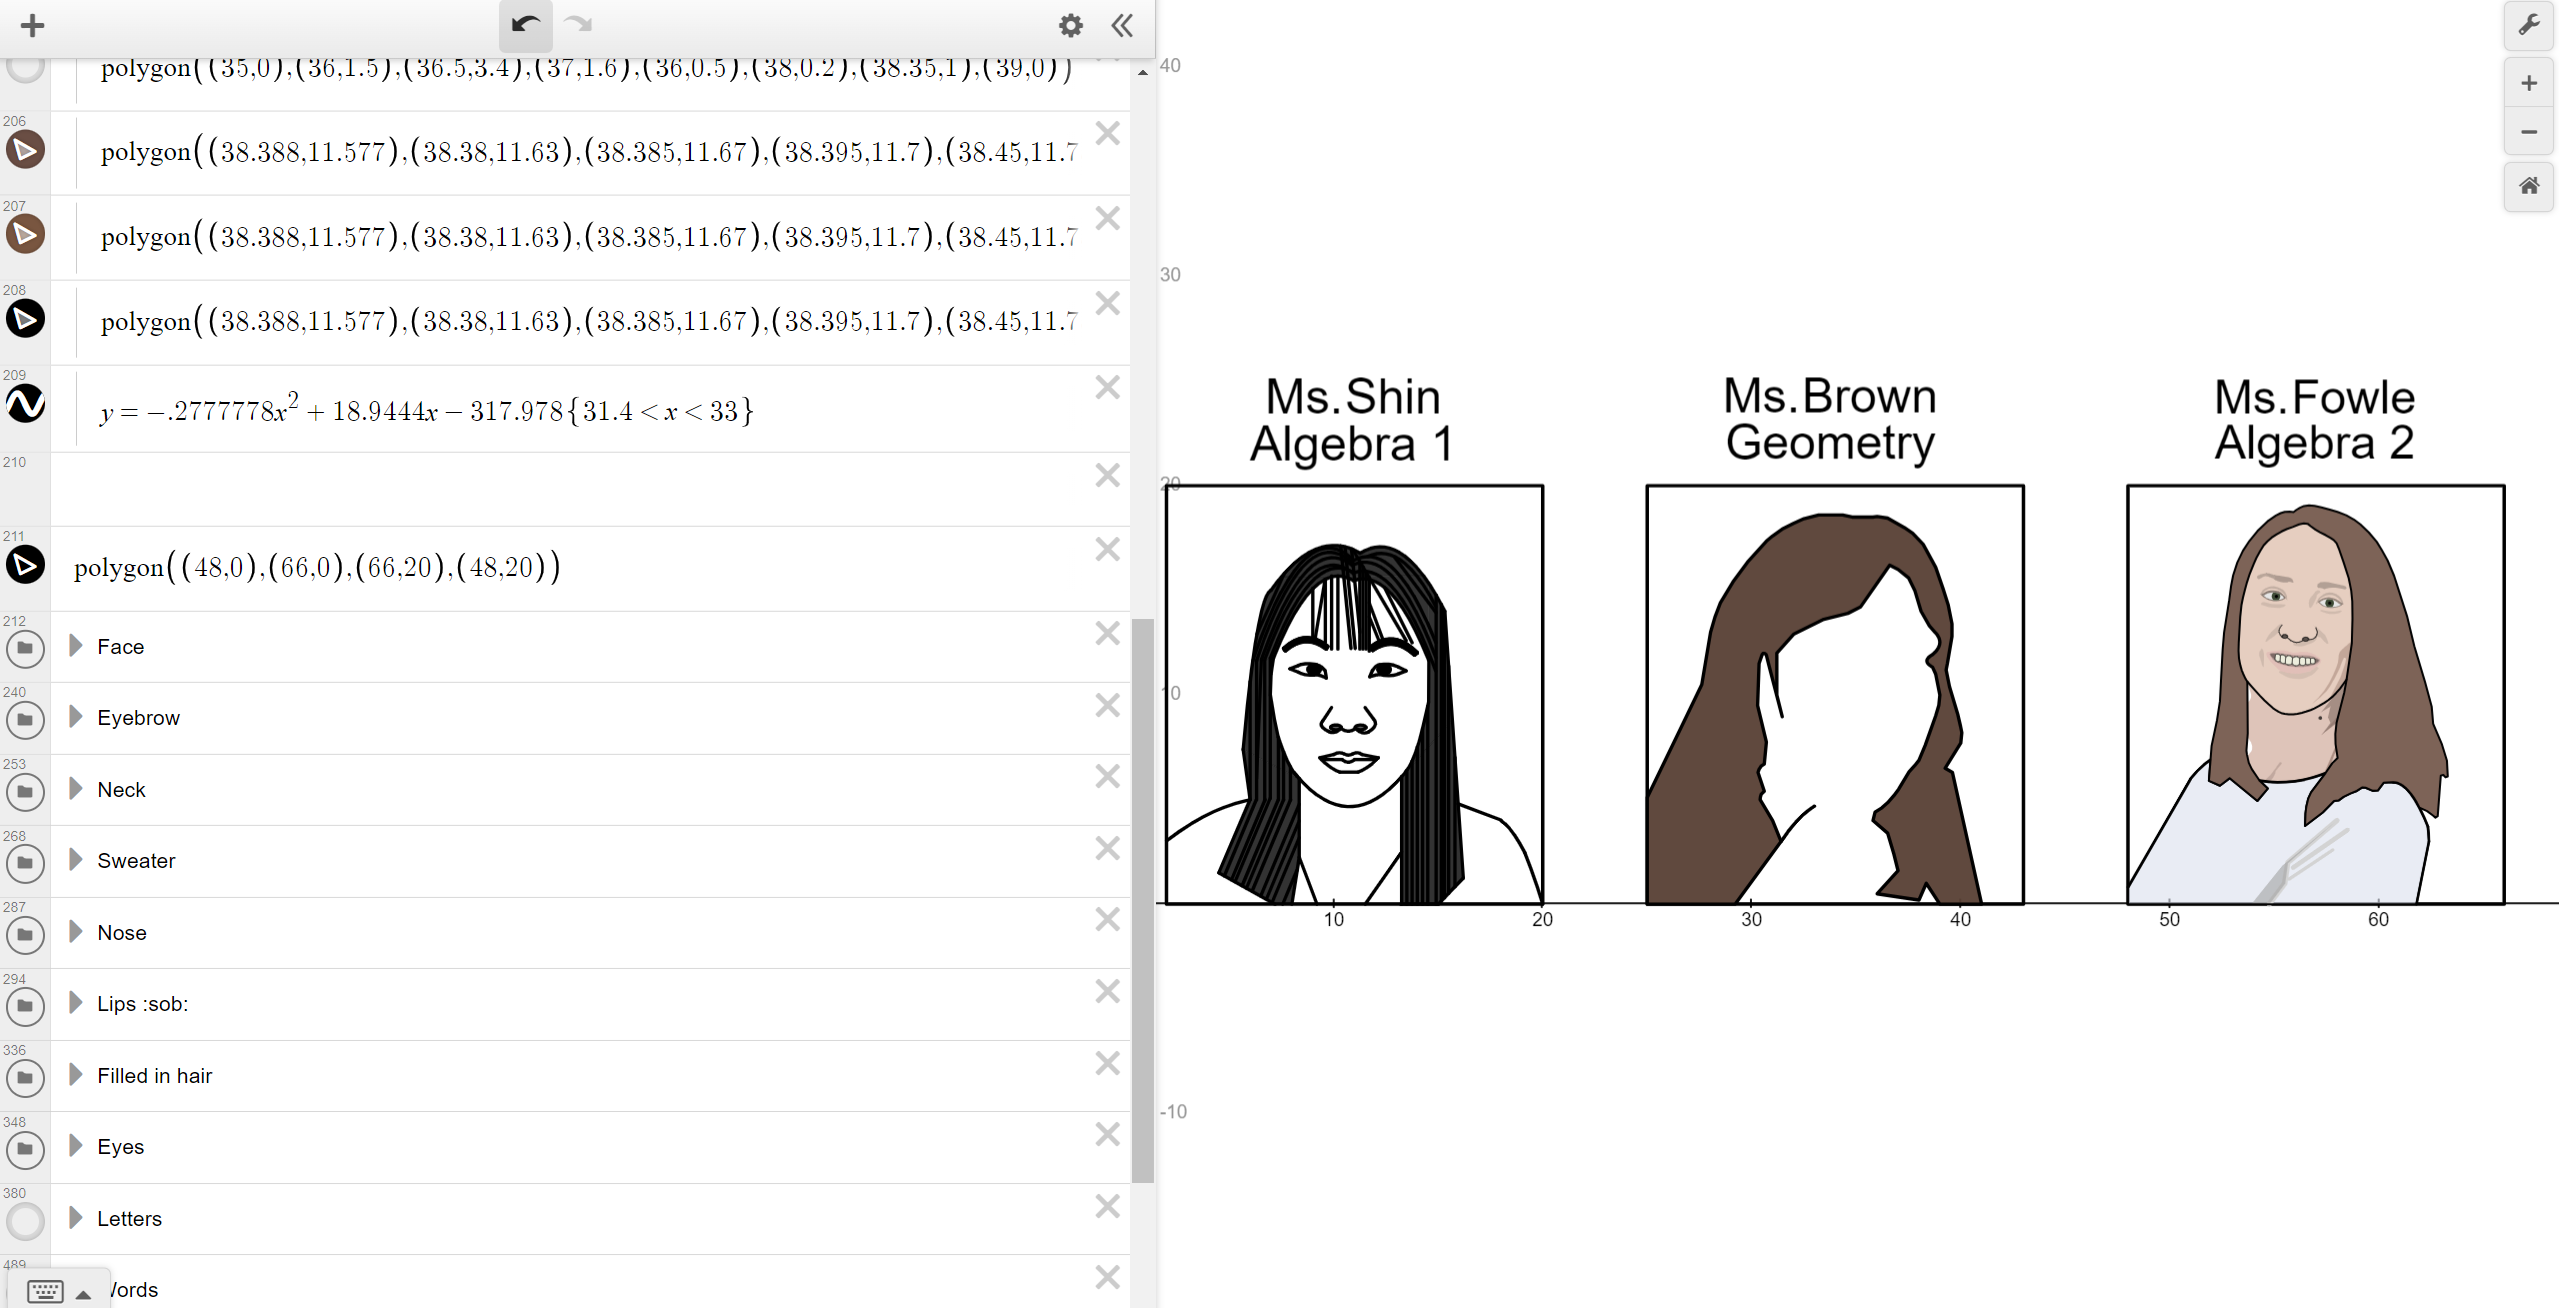 polygon((35,0),(36,1.5),(36.5,3.4),(37,1.6),(36,0.5),(38,0.2),(38.35,1),(39,0))
206
polygon((38.388,11.577),(38.38,11.63),(38.385,11.67),(38.395,11.7),(38.45,11.7
207
polygon((38.388,11.577),(38.38,11.63),(38.385,11.67),(38.395,11.7),(38.45,11.7
208
polygon((38.388,11.577),(38.38,11.63),(38.385,11.67),(38.395,11.7),(38.45,11.7
209
y = −.2777778x² + 18.9444x − 317.978{31.4 < x < 33}
210
211
polygon((48,0),(66,0),(66,20),(48,20))
212
Face
240
Eyebrow
253
Neck
268
Sweater
287
Nose
294
Lips :sob:
336
Filled in hair
348
Eyes
380
Letters
489
Words
40
30
20
10
-10
Ms.Shin
Algebra 1
Ms.Brown
Geometry
Ms.Fowle
Algebra 2
10
20
30
40
50
60